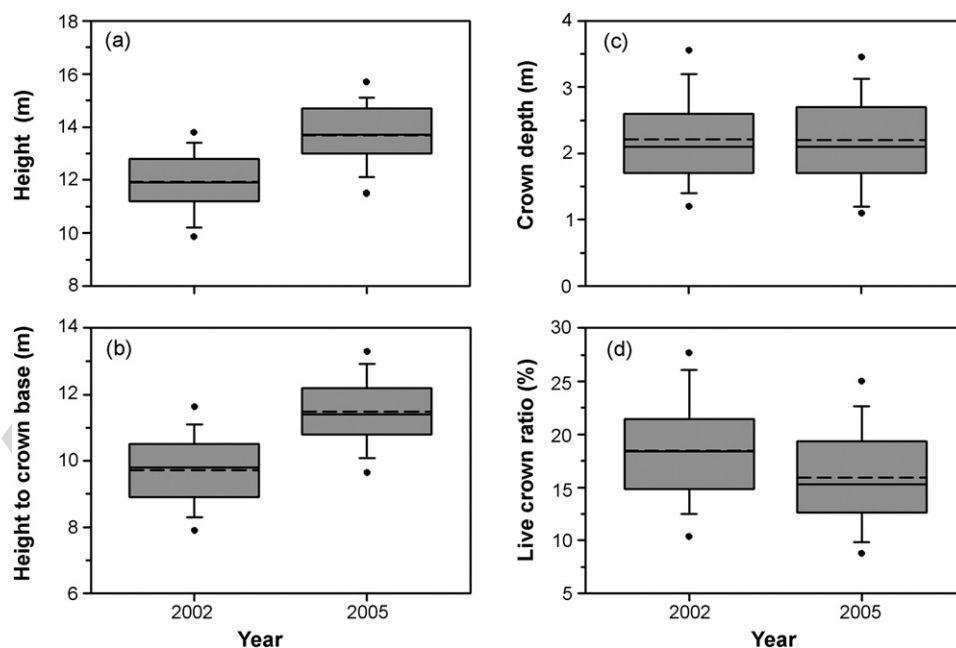 (a)
Height (m)
18
16
14
12
10
8
(c)
Crown depth (m)
4
3
2
1
0
(b)
Height to crown base (m)
14
12
10
8
6
2002
2005
Year
(d)
Live crown ratio (%)
30
25
20
15
10
5
2002
2005
Year